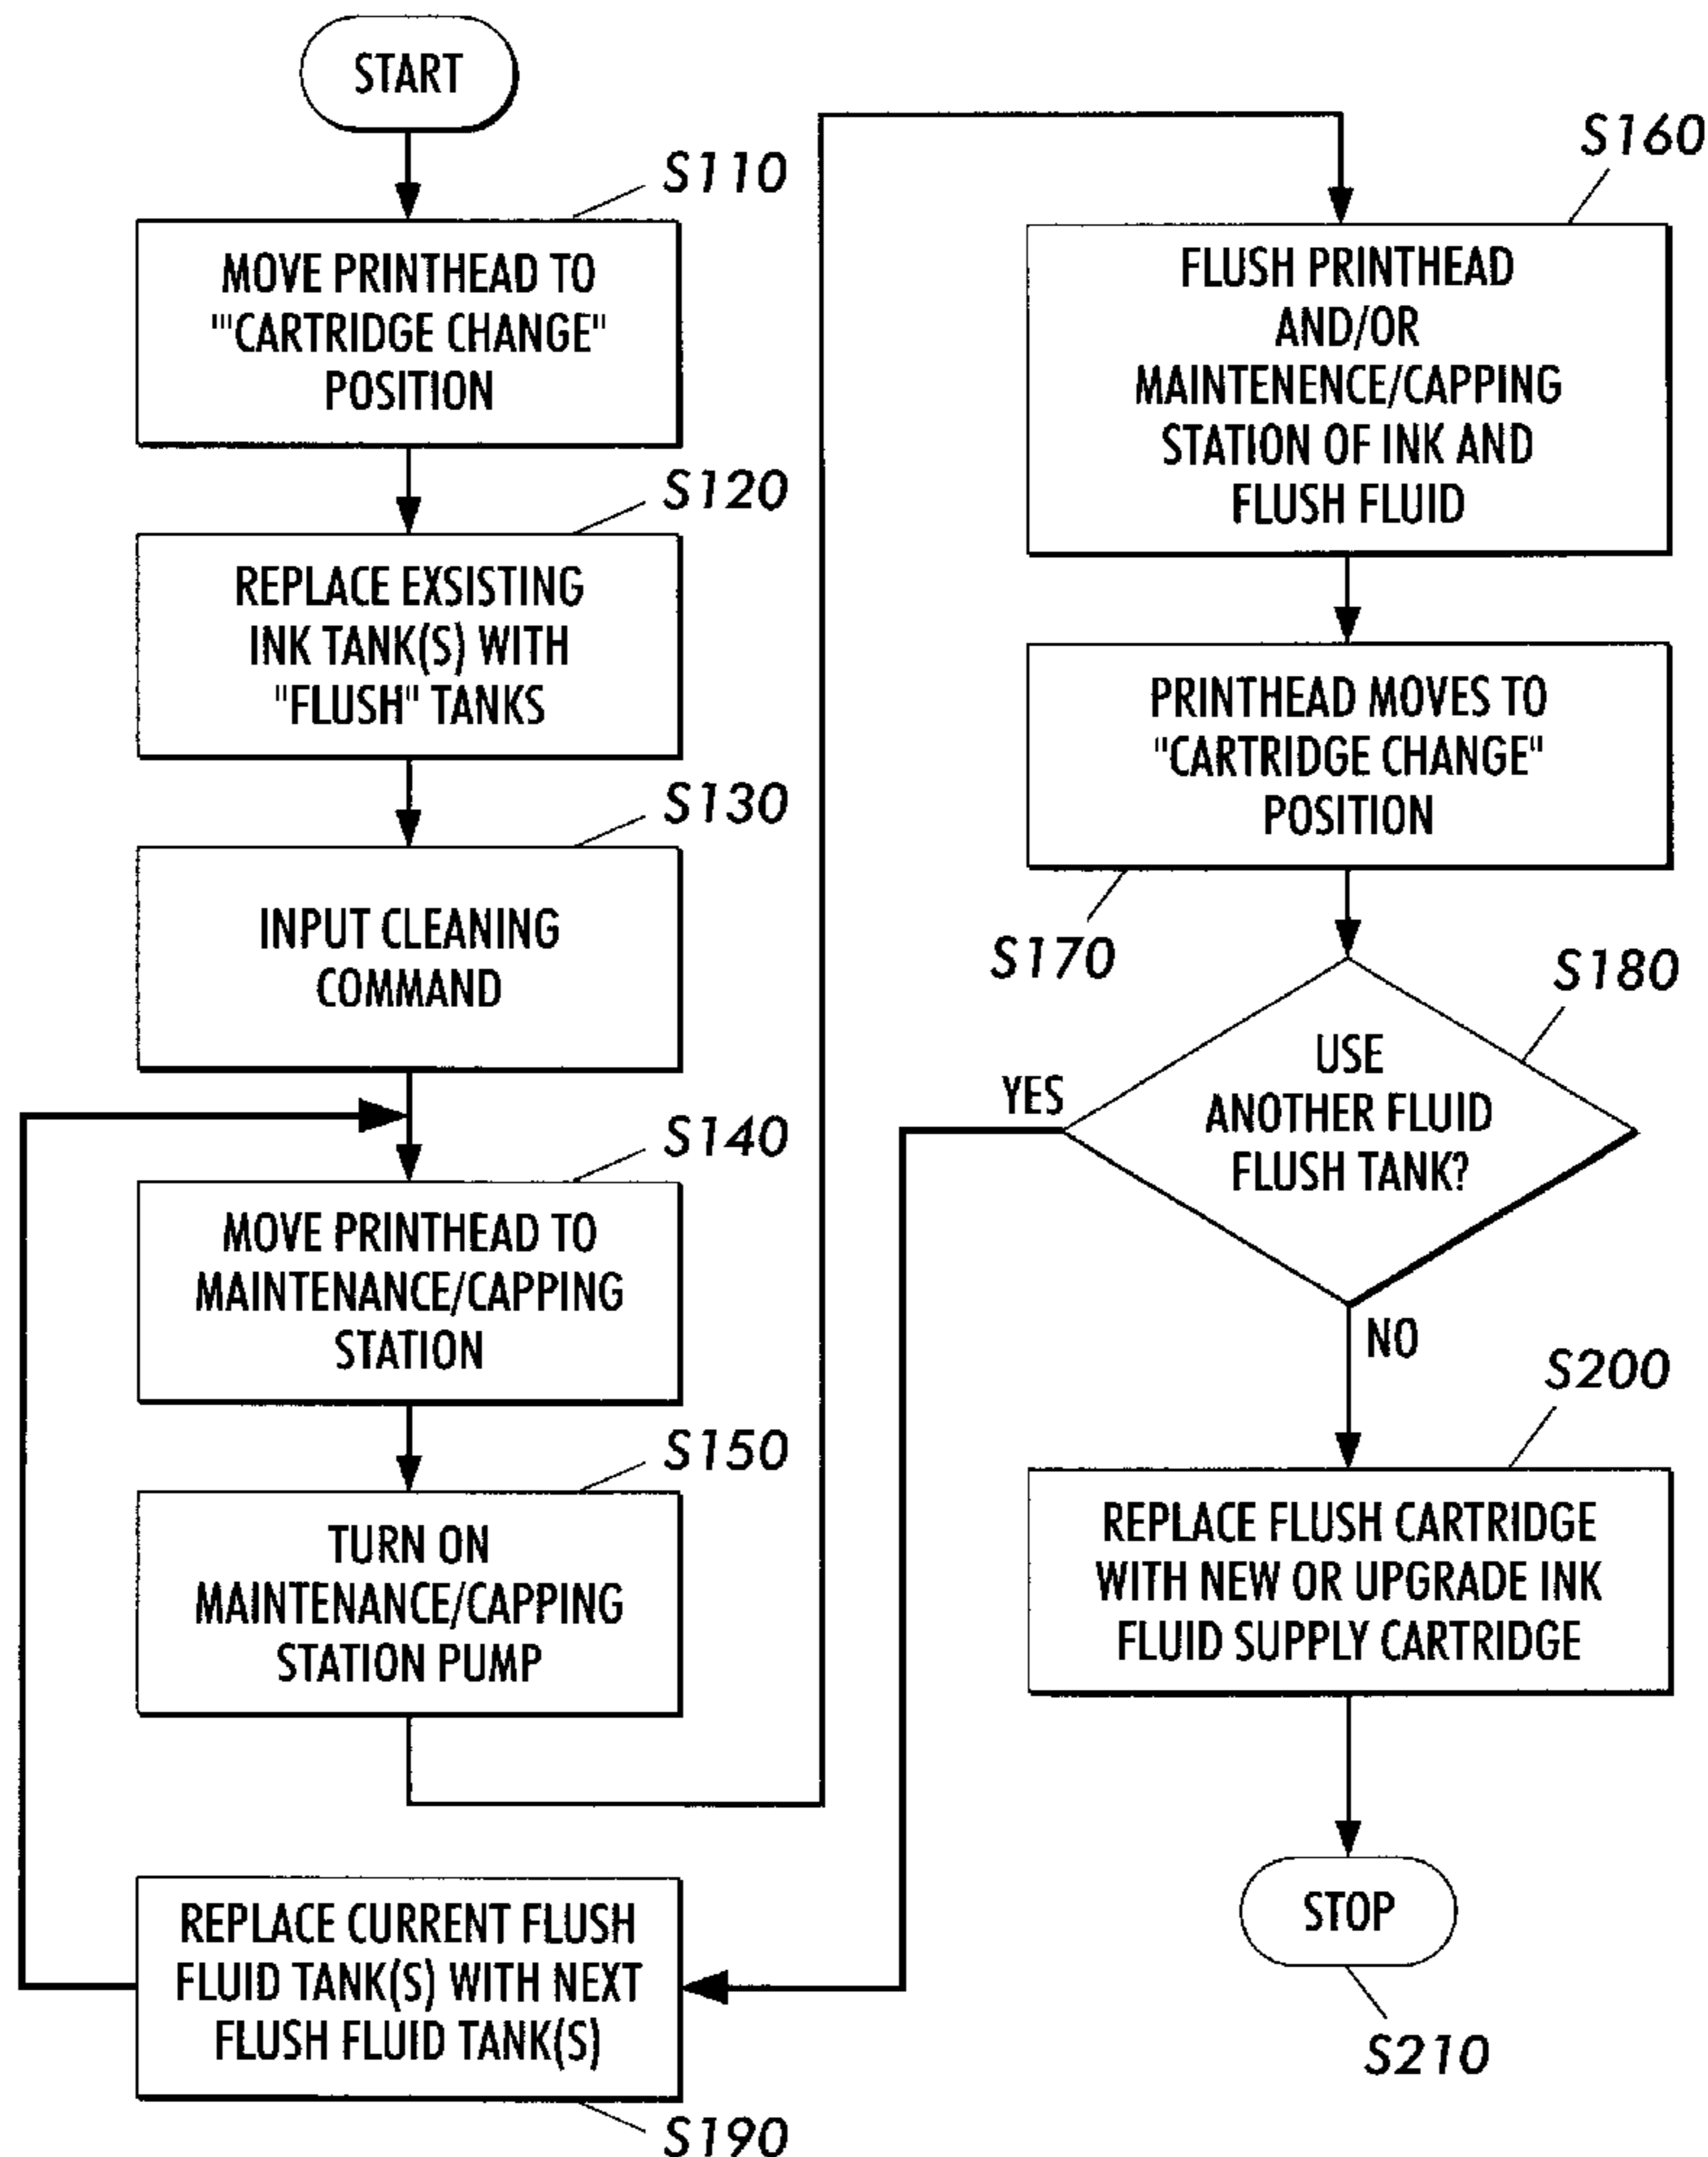 START
S110
MOVE PRINTHEAD TO
'"CARTRIDGE CHANGE"
POSITION
S120
REPLACE EXSISTING
INK TANK(S) WITH
"FLUSH" TANKS
S130
INPUT CLEANING
COMMAND
S140
MOVE PRINTHEAD TO
MAINTENANCE/CAPPING
STATION
S150
TURN ON
MAINTENANCE/CAPPING
STATION PUMP
S160
FLUSH PRINTHEAD
AND/OR
MAINTENENCE/CAPPING
STATION OF INK AND
FLUSH FLUID
PRINTHEAD MOVES TO
"CARTRIDGE CHANGE"
POSITION
S170
S180
USE
ANOTHER FLUID
FLUSH TANK?
YES
NO
REPLACE CURRENT FLUSH
FLUID TANK(S) WITH NEXT
FLUSH FLUID TANK(S)
S190
S200
REPLACE FLUSH CARTRIDGE
WITH NEW OR UPGRADE INK
FLUID SUPPLY CARTRIDGE
STOP
S210